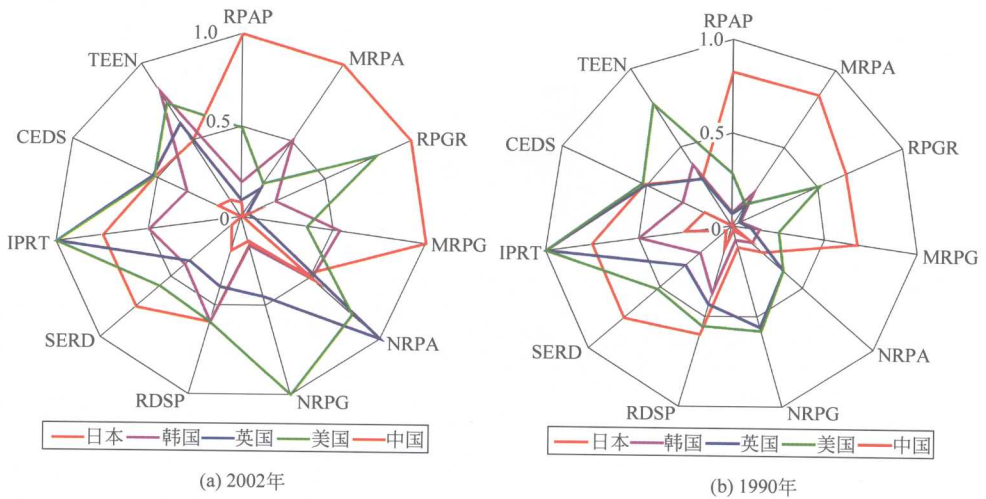 RPAP
1.0
MRPA
RPGR
MRPG
NRPA
NRPG
RDSP
SERD
IPRT
CEDS
TEEN
0.5
0
日本 韩国 英国 美国 中国
(a) 2002年
RPAP
1.0
MRPA
RPGR
MRPG
NRPA
NRPG
RDSP
SERD
IPRT
CEDS
TEEN
0.5
0
日本 韩国 英国 美国 中国
(b) 1990年